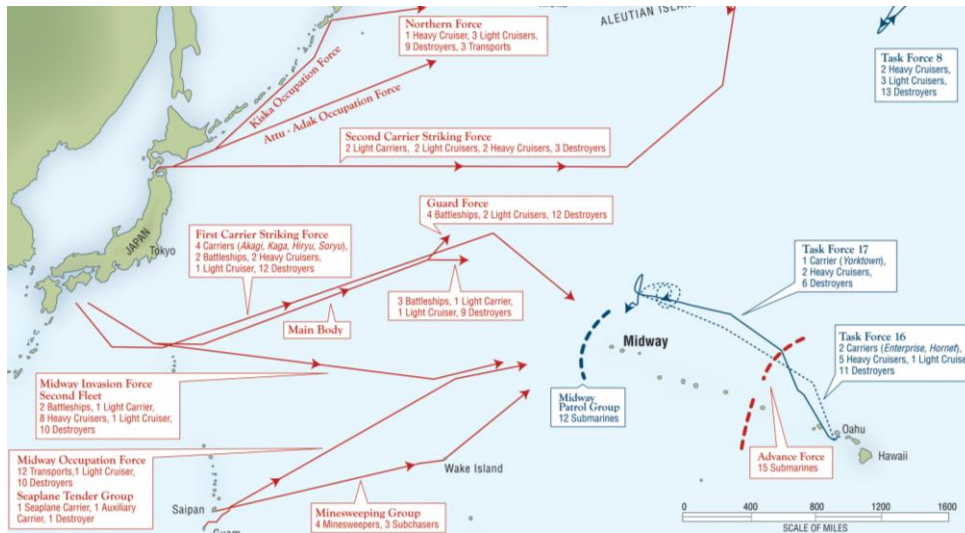 ALEUTIAN ISLAN
Northern Force
1 Heavy Cruiser, 3 Light Cruisers,
9 Destroyers, 3 Transports
Task Force 8
2 Heavy Cruisers,
3 Light Cruisers,
13 Destroyers
Kiska Occupation Force
Attu - Adak Occupation Force
Second Carrier Striking Force
2 Light Carriers, 2 Light Cruisers, 2 Heavy Cruisers, 3 Destroyers
Guard Force
4 Battleships, 2 Light Cruisers, 12 Destroyers
JAPAN
Tokyo
First Carrier Striking Force
4 Carriers (Akagi, Kaga, Hiryu, Soryu),
2 Battleships, 2 Heavy Cruisers,
1 Light Cruiser, 12 Destroyers
Task Force 17
1 Carrier (Yorktown),
2 Heavy Cruisers,
6 Destroyers
3 Battleships, 1 Light Carrier,
1 Light Cruiser, 9 Destroyers
Main Body
Midway
Task Force 16
2 Carriers (Enterprise, Hornet),
5 Heavy Cruisers, 1 Light Cruise
11 Destroyers
Midway Invasion Force
Second Fleet
2 Battleships, 1 Light Carrier,
8 Heavy Cruisers, 1 Light Cruiser,
10 Destroyers
Midway
Patrol Group
12 Submarines
Oahu
Hawaii
Midway Occupation Force
12 Transports,1 Light Cruiser,
10 Destroyers
Seaplane Tender Group
1 Seaplane Carrier, 1 Auxiliary
Carrier, 1 Destroyer
Advance Force
15 Submarines
Wake Island
Saipan
Guam
Minesweeping Group
4 Minesweepers, 3 Subchasers
0 400 800 1200 1600
SCALE OF MILES